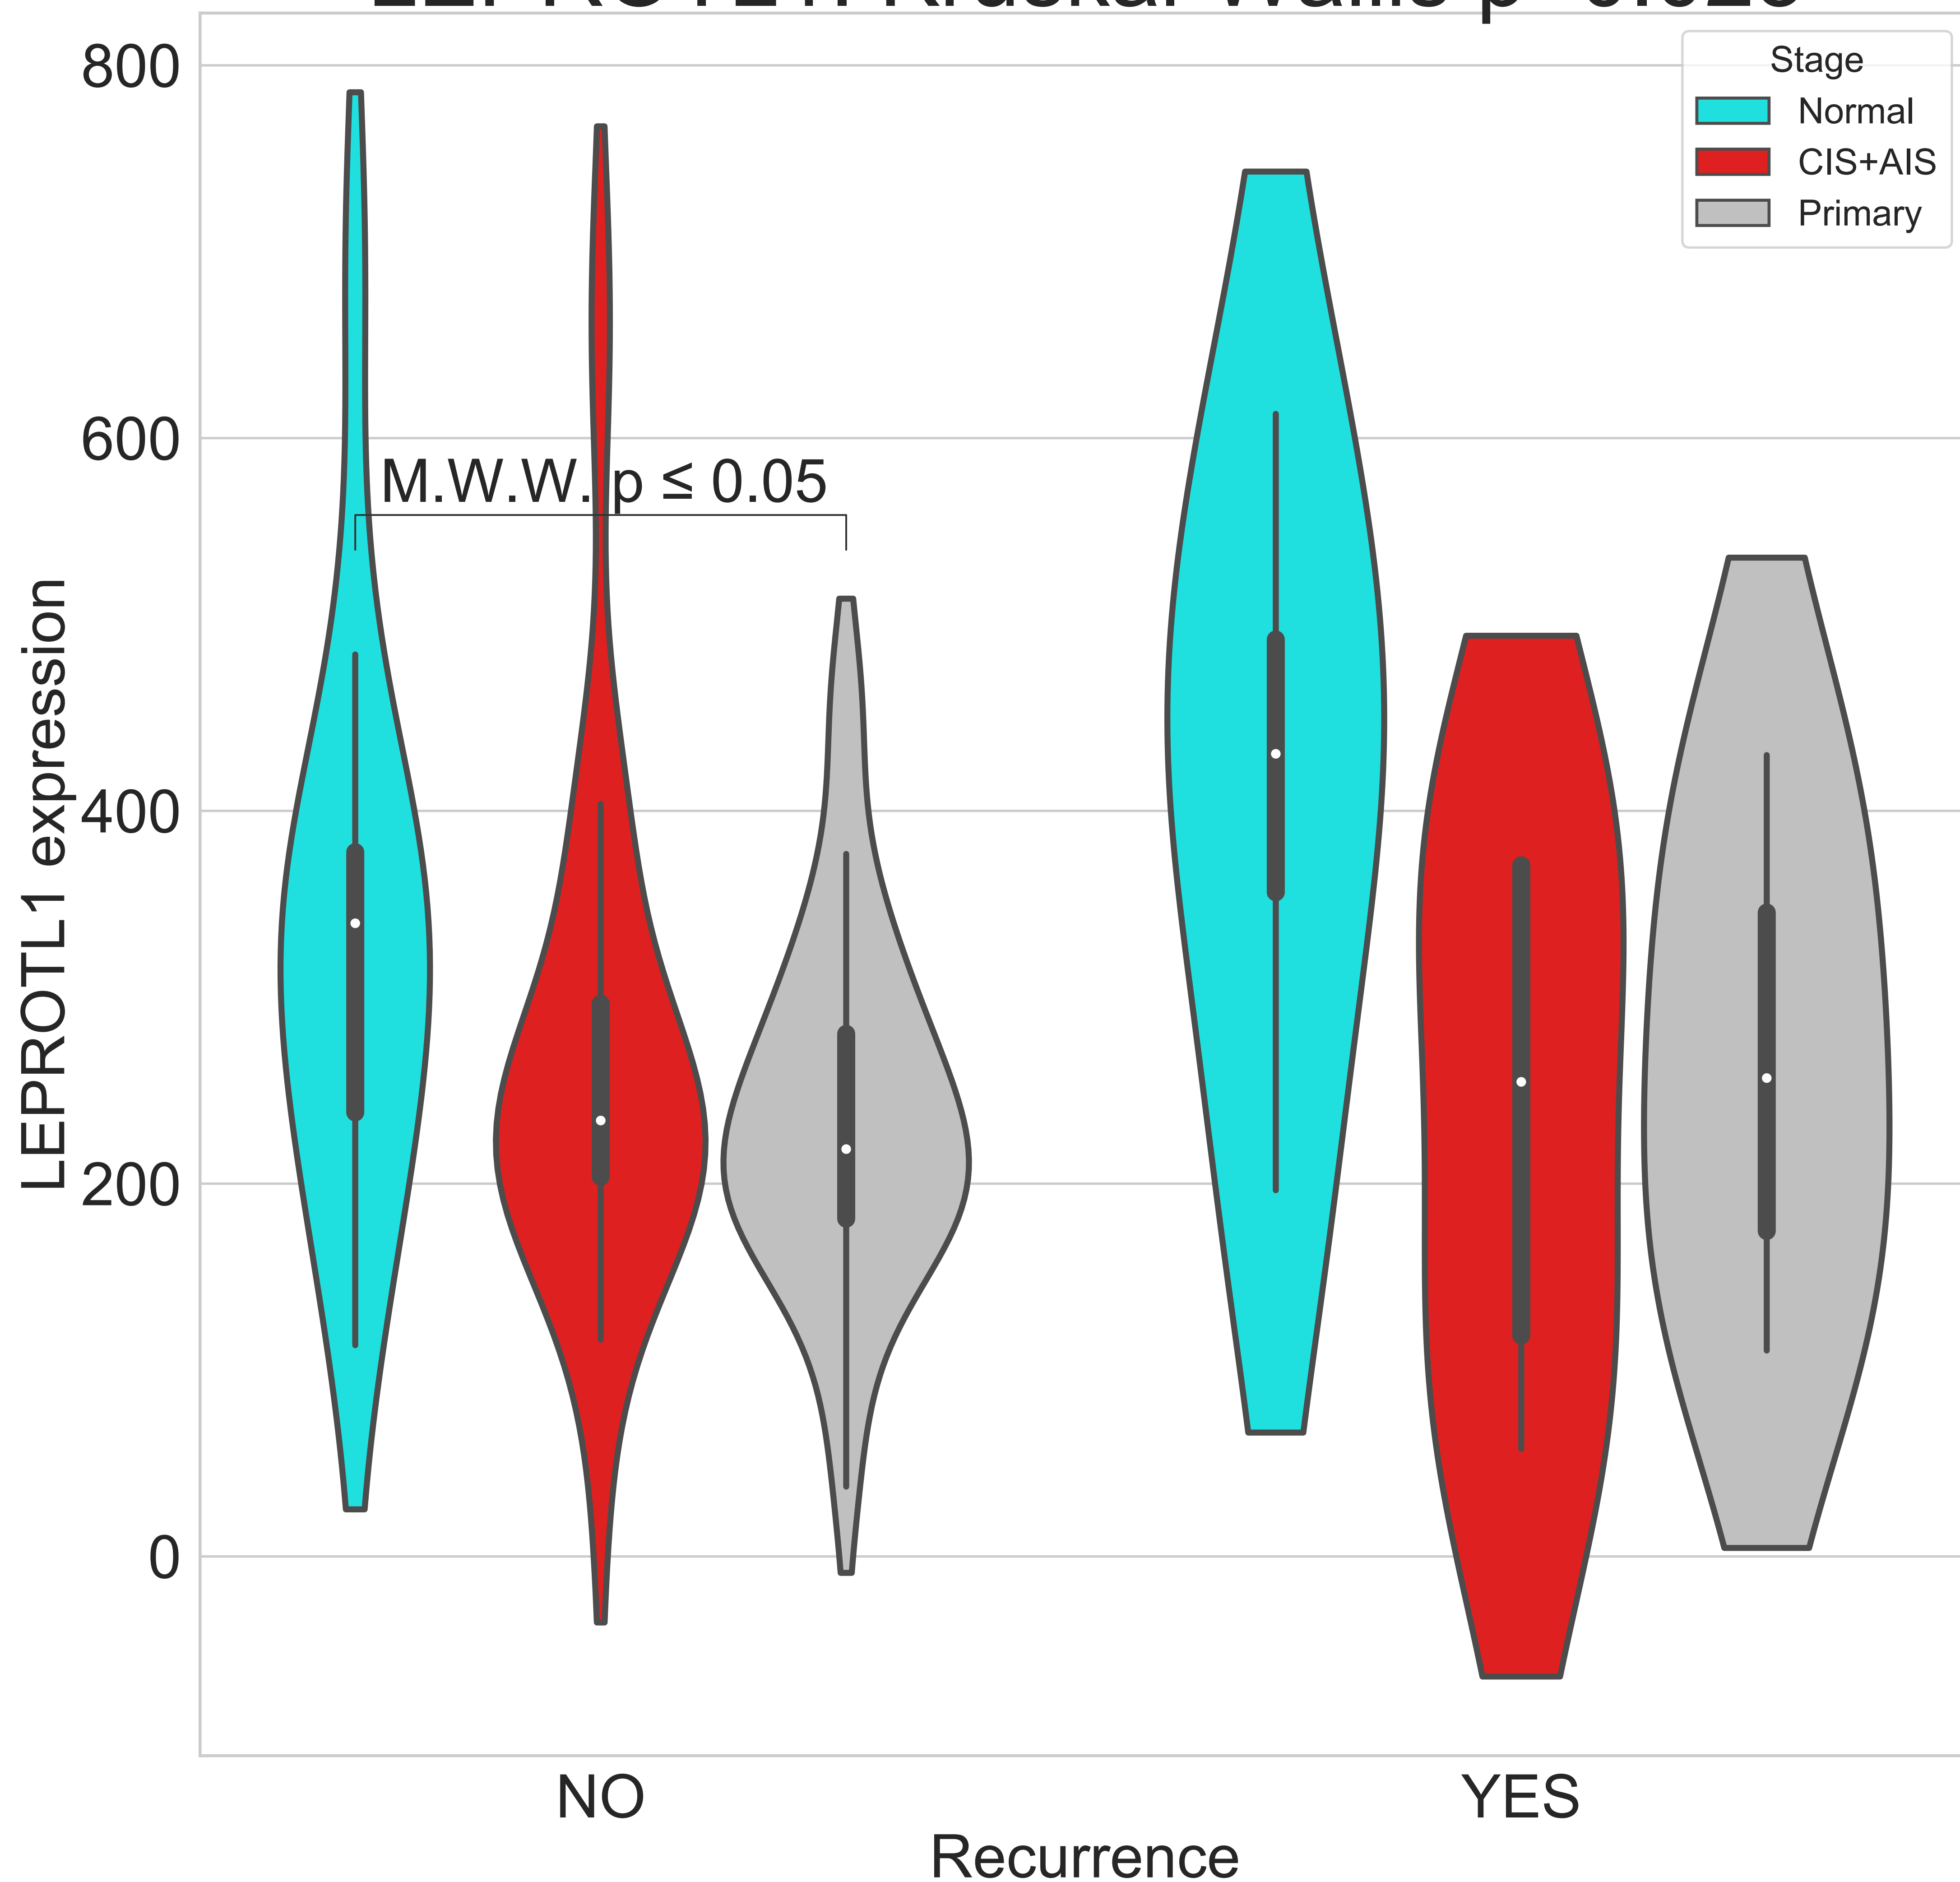 Stage
Normal
CIS+AIS
Primary
800
600
400
200
0
LEPROTL1 expression
M.W.W. p ≤ 0.05
NO
YES
Recurrence